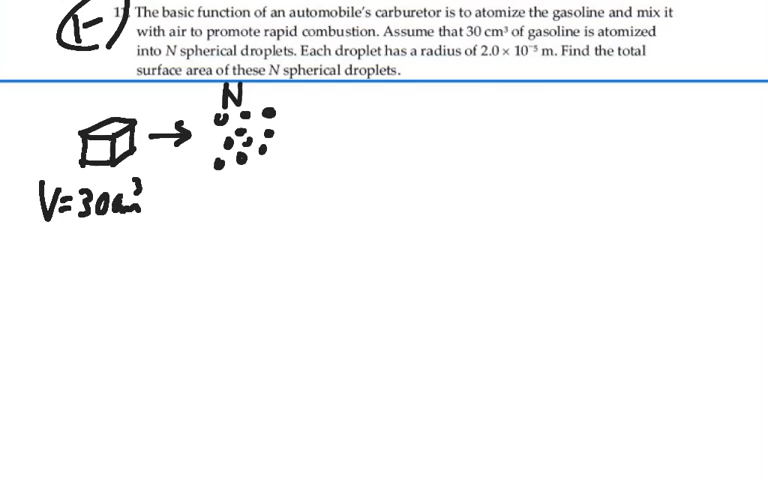 1-)
1) The basic function of an automobile's carburetor is to atomize the gasoline and mix it
with air to promote rapid combustion. Assume that 30 cm³ of gasoline is atomized
into N spherical droplets. Each droplet has a radius of 2.0 × 10⁻⁵ m. Find the total
surface area of these N spherical droplets.
N
V=30cm³